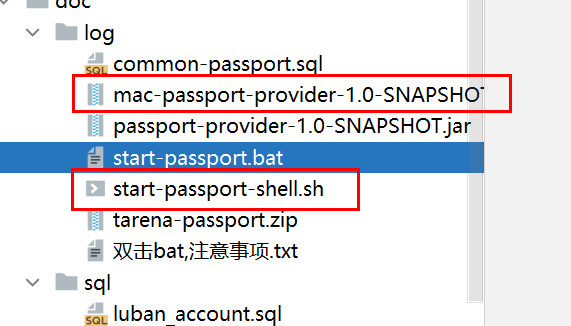 doc
log
SQL
common-passport.sql
mac-passport-provider-1.0-SNAPSHOT
passport-provider-1.0-SNAPSHOT.jar
start-passport.bat
start-passport-shell.sh
tarena-passport.zip
双击bat,注意事项.txt
sql
SQL
luban_account.sql